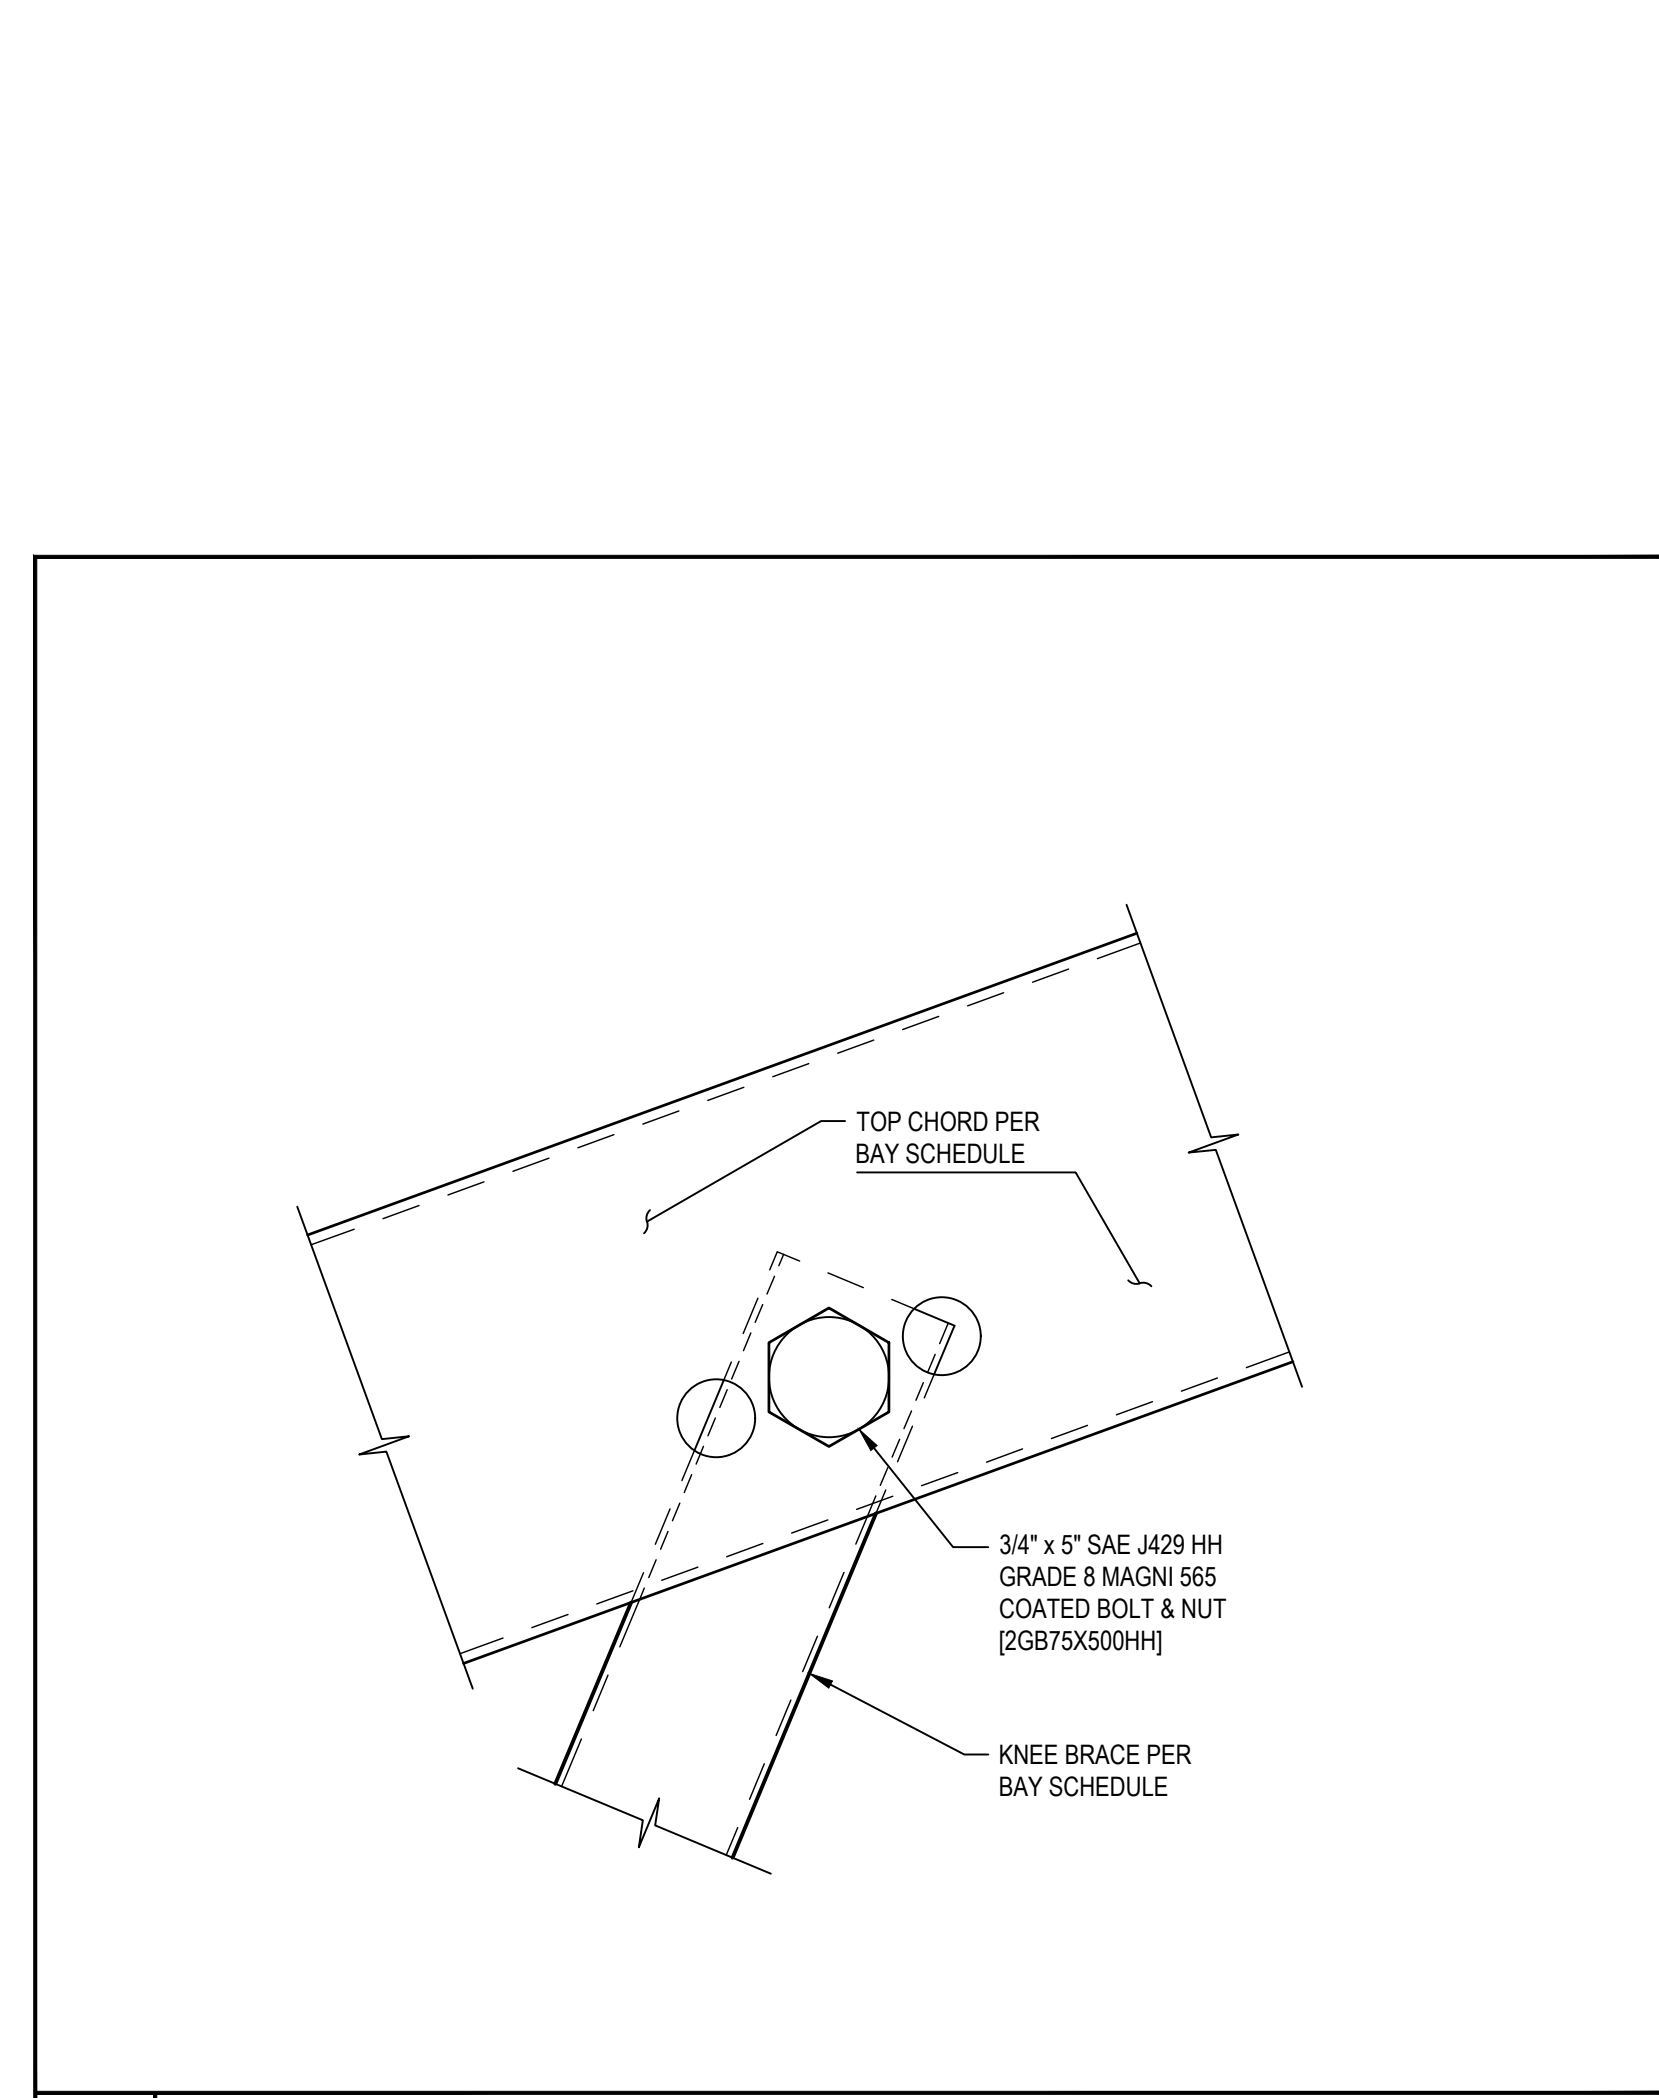 TOP CHORD PER
BAY SCHEDULE
3/4" x 5" SAE J429 HH
GRADE 8 MAGNI 565
COATED BOLT & NUT
[2GB75X500HH]
KNEE BRACE PER
BAY SCHEDULE